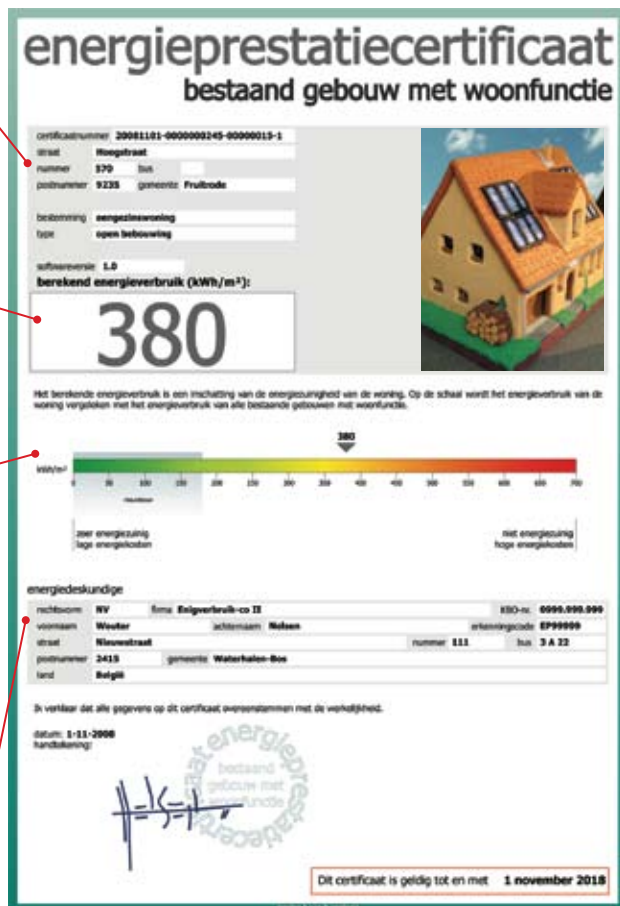 energieprestatiecertificaat
bestaand gebouw met woonfunctie
certificaatnummer 20081101-0000000245-00000015-1
straat Hoogstraat
nummer 570 bus
postnummer 9235 gemeente Fruitrode
bestemming eengezinswoning
type open bebouwing
softwareversie 1.0
berekend energieverbruik (kWh/m²):
380
Het berekende energieverbruik is een inschatting van de energiezuinigheid van de woning. Op de schaal wordt het energieverbruik van de
woning vergeleken met het energieverbruik van alle bestaande gebouwen met woonfunctie.
380
kWh/m²
0 50 100 150 200 250 300 350 400 450 500 550 600 650 700
nieuwbouw
zeer energiezuinig
lage energiekosten
niet energiezuinig
hoge energiekosten
energiedeskundige
rechtsvorm NV firma Enigverbruik-co II KBO-nr. 0999.999.999
voornaam Wouter achternaam Nelsen erkenningscode EP99999
straat Nieuwstraat nummer 111 bus 3 A 22
postnummer 2415 gemeente Waterhalen-Bos
land België
Ik verklaar dat alle gegevens op dit certificaat overeenstemmen met de werkelijkheid.
datum: 1-11-2008
handtekening:
energieprestatiecertificaat
bestaand
gebouw met
woonfunctie
Dit certificaat is geldig tot en met 1 november 2018